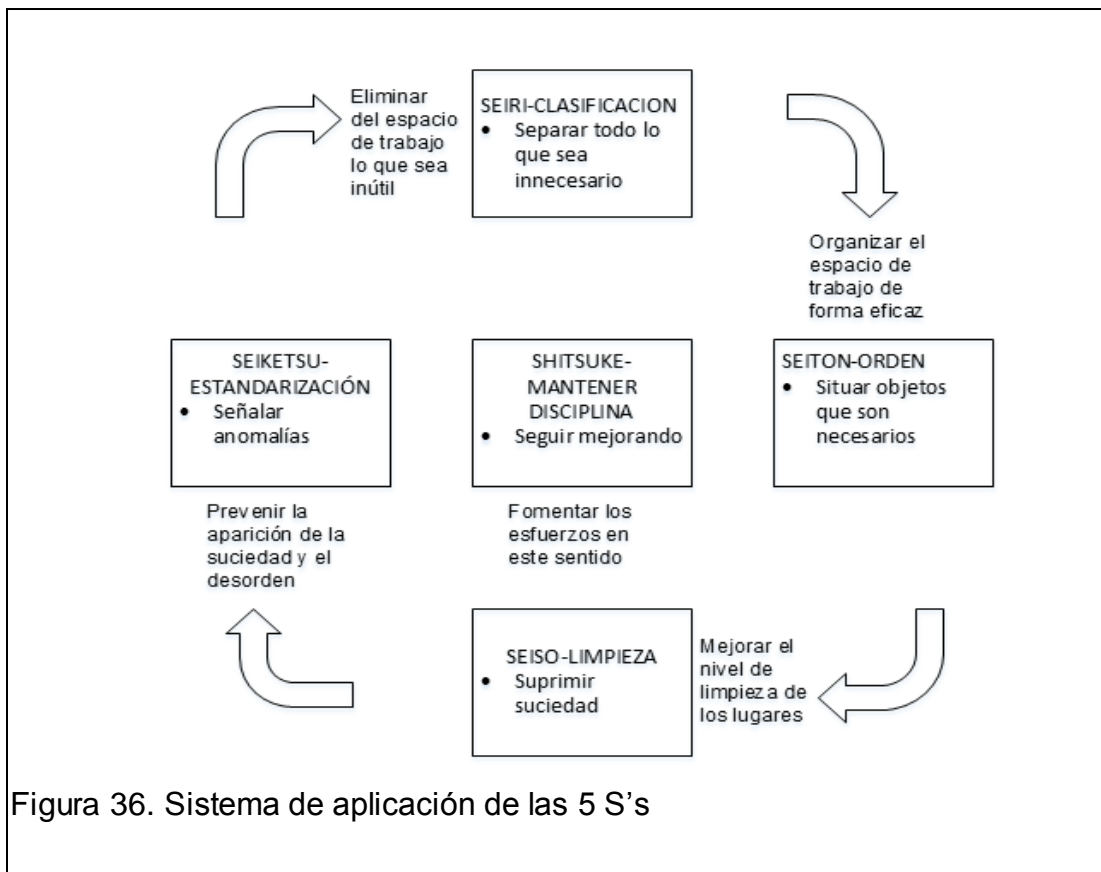 Eliminar
del espacio
de trabajo
lo que sea
inútil
SEIRI-CLASIFICACION
• Separar todo lo
que sea
innecesario
Organizar el
espacio de
trabajo de
forma eficaz
SEIKETSU-
ESTANDARIZACIÓN
• Señalar
anomalías
SHITSUKE-
MANTENER
DISCIPLINA
• Seguir mejorando
SEITON-ORDEN
• Situar objetos
que son
necesarios
Prevenir la
aparición de la
suciedad y el
desorden
Fomentar los
esfuerzos en
este sentido
SEISO-LIMPIEZA
• Suprimir
suciedad
Mejorar el
nivel de
limpieza de
los lugares
Figura 36. Sistema de aplicación de las 5 S’s